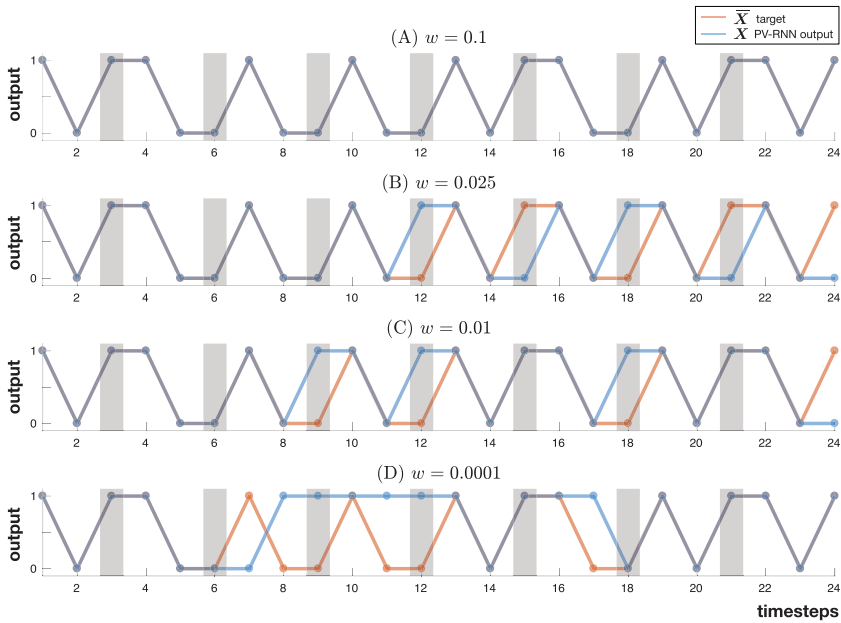 X̅ target
X PV-RNN output
(A) w = 0.1
output
1
0
2 4 6 8 10 12 14 16 18 20 22 24
(B) w = 0.025
output
1
0
2 4 6 8 10 12 14 16 18 20 22 24
(C) w = 0.01
output
1
0
2 4 6 8 10 12 14 16 18 20 22 24
(D) w = 0.0001
output
1
0
2 4 6 8 10 12 14 16 18 20 22 24
timesteps